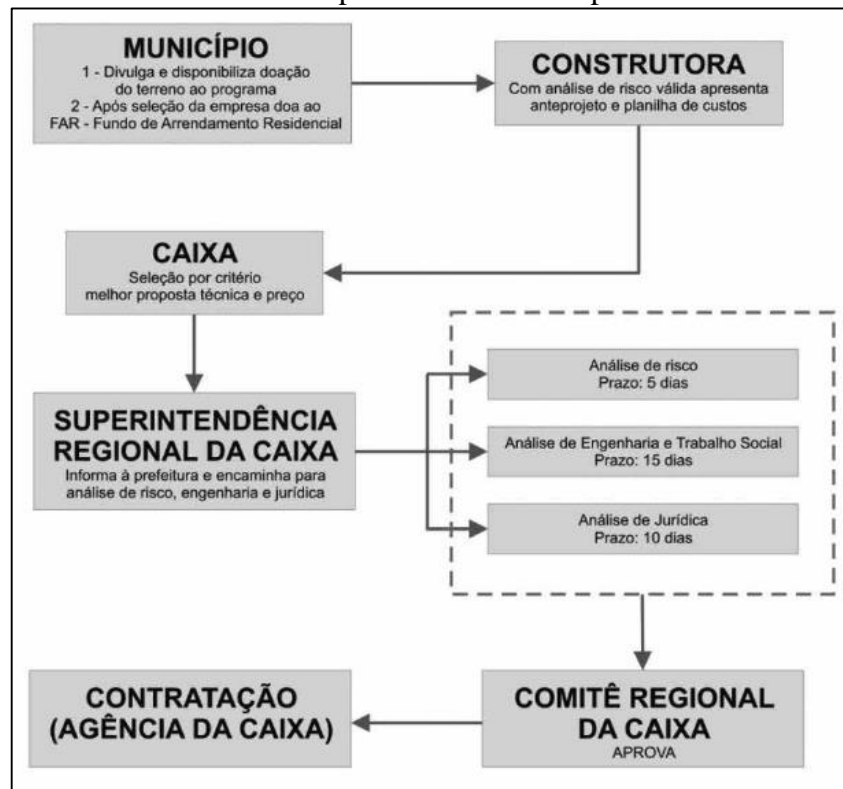 MUNICÍPIO
1 - Divulga e disponibiliza doação
do terreno ao programa
2 - Após seleção da empresa doa ao
FAR - Fundo de Arrendamento Residencial
CONSTRUTORA
Com análise de risco válida apresenta
anteprojeto e planilha de custos
CAIXA
Seleção por critério
melhor proposta técnica e preço
SUPERINTENDÊNCIA
REGIONAL DA CAIXA
Informa à prefeitura e encaminha para
análise de risco, engenharia e jurídica
Análise de risco
Prazo: 5 dias
Análise de Engenharia e Trabalho Social
Prazo: 15 dias
Análise de Jurídica
Prazo: 10 dias
COMITÊ REGIONAL
DA CAIXA
APROVA
CONTRATAÇÃO
(AGÊNCIA DA CAIXA)